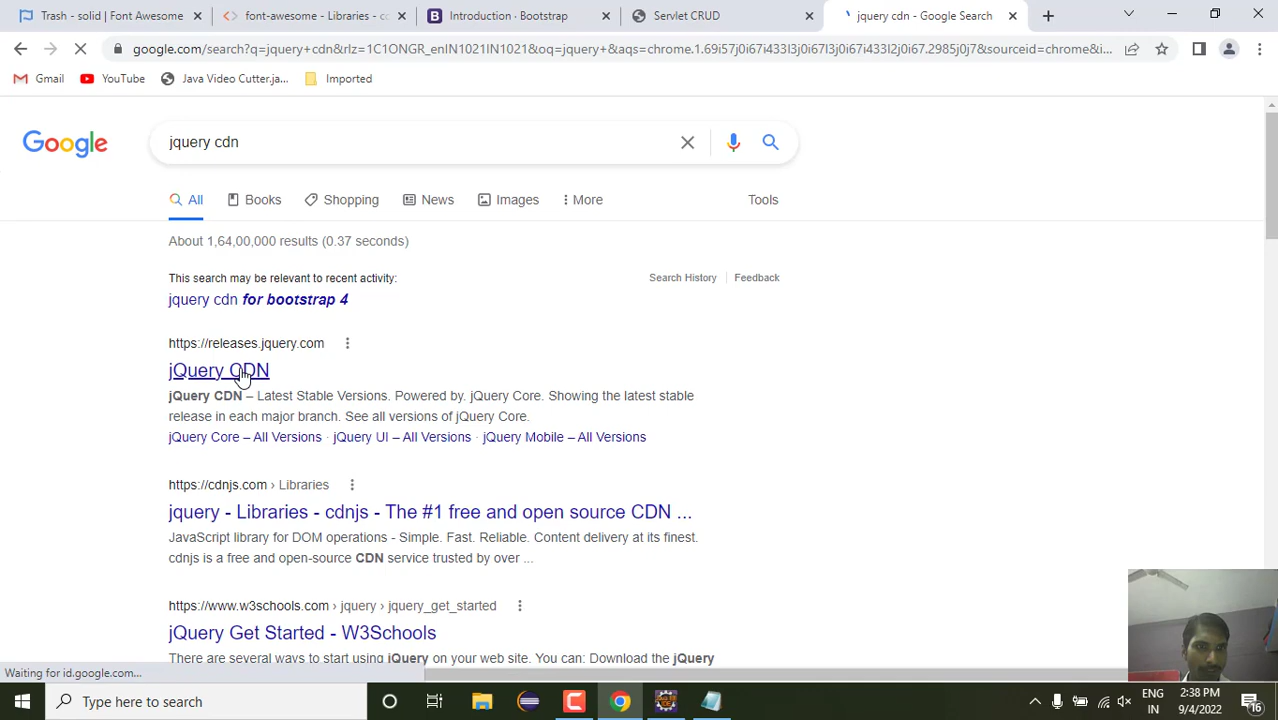 Trash - solid | Font Awesome
font-awesome - Libraries - cd
Introduction · Bootstrap
Servlet CRUD
jquery cdn - Google Search
google.com/search?q=jquery+cdn&rlz=1C1ONGR_enIN1021IN1021&oq=jquery+&aqs=chrome.1.69i57j0i67i433l3j0i67l3j0i67i433l2j0i67.2985j0j7&sourceid=chrome&i...
Gmail
YouTube
Java Video Cutter.ja...
Imported
Google
jquery cdn
All
Books
Shopping
News
Images
More
Tools
About 1,64,00,000 results (0.37 seconds)
This search may be relevant to recent activity:
Search History
Feedback
jquery cdn for bootstrap 4
https://releases.jquery.com
jQuery CDN
jQuery CDN – Latest Stable Versions. Powered by. jQuery Core. Showing the latest stable
release in each major branch. See all versions of jQuery Core.
jQuery Core – All Versions · jQuery UI – All Versions · jQuery Mobile – All Versions
https://cdnjs.com › Libraries
jquery - Libraries - cdnjs - The #1 free and open source CDN ...
JavaScript library for DOM operations - Simple. Fast. Reliable. Content delivery at its finest.
cdnjs is a free and open-source CDN service trusted by over ...
https://www.w3schools.com › jquery › jquery_get_started
jQuery Get Started - W3Schools
There are several ways to start using jQuery on your web site. You can: Download the jQuery
Waiting for id.google.com...
Type here to search
ENG
IN
2:38 PM
9/4/2022
16